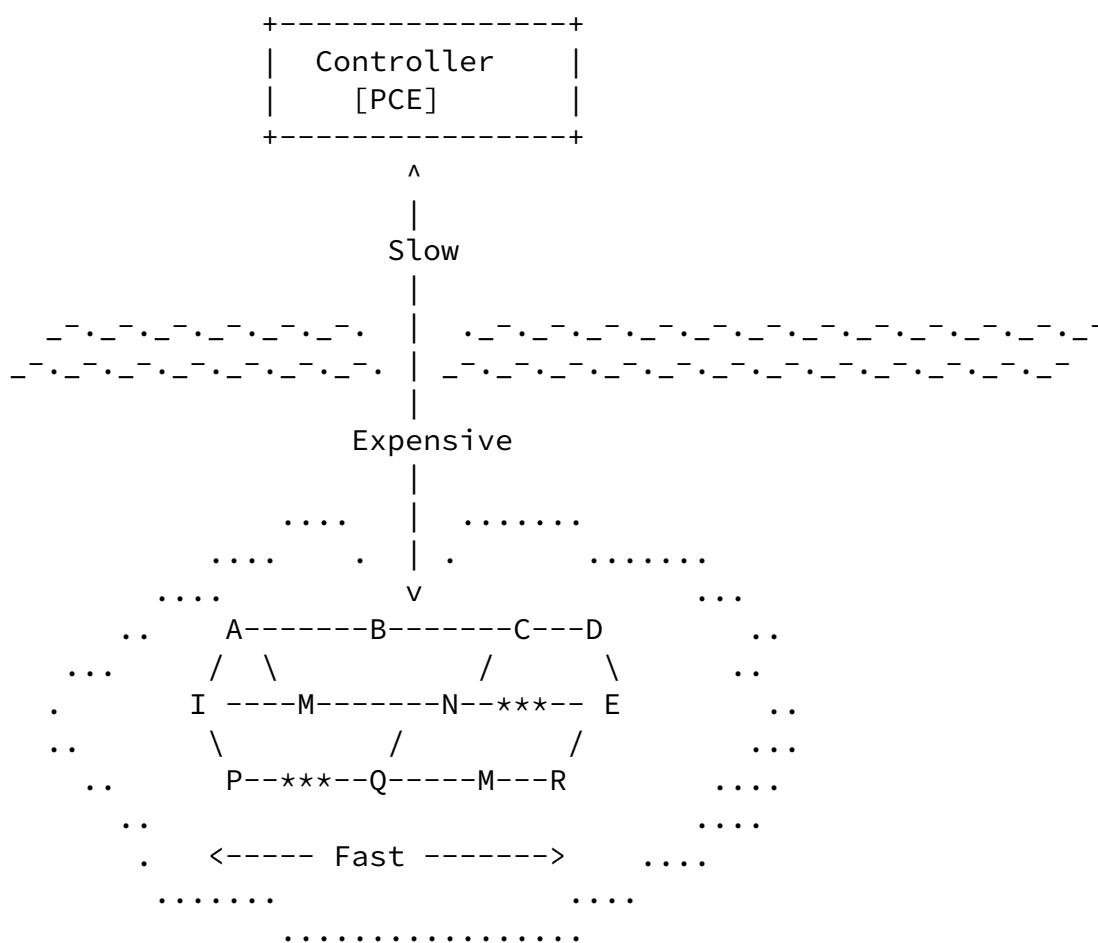 Controller
[PCE]
Slow
Expensive
A-------B-------C---D
I ----M-------N--***-- E
P--***--Q-----M---R
<----- Fast ------->